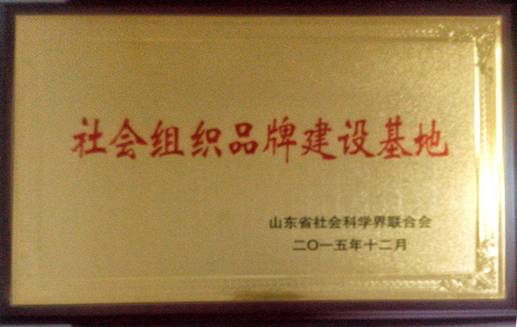 社会组织品牌建设基地
山东省社会科学界联合会
二〇一五年十二月